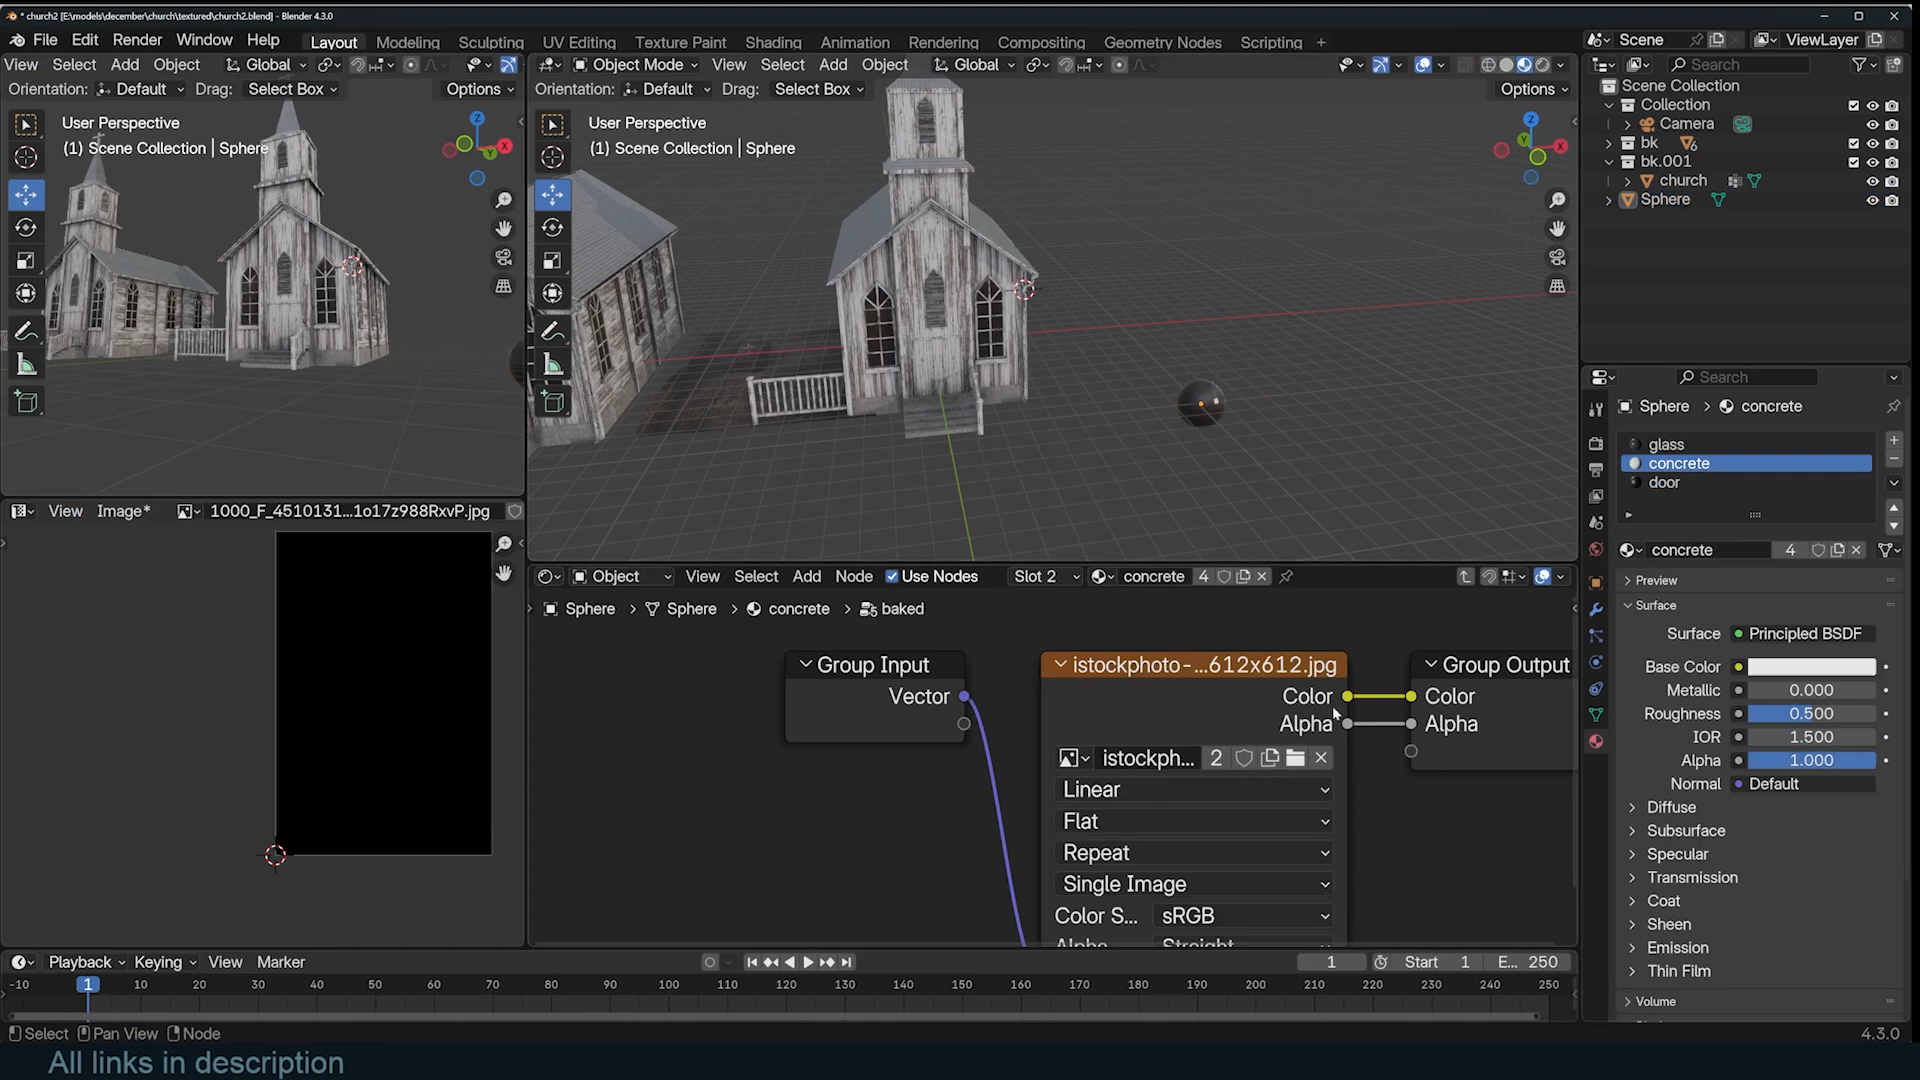 * church2 [E:\models\december\church\textured\church2.blend] - Blender 4.3.0
File Edit Render Window Help Layout Modeling Sculpting UV Editing Texture Paint Shading Animation Rendering Compositing Geometry Nodes Scripting + Scene ViewLayer
View Select Add Object Global
Object Mode View Select Add Object Global
Search
Orientation: Default Drag: Select Box Options
Orientation: Default Drag: Select Box Options
User Perspective
(1) Scene Collection | Sphere
User Perspective
(1) Scene Collection | Sphere
Z
X
Y
Z
X
Y
Scene Collection
Collection
Camera
bk 6
bk.001
church
Sphere
Search
Sphere > concrete
glass
concrete
door
concrete 4
Preview
Surface
Surface Principled BSDF
Base Color
Metallic 0.000
Roughness 0.500
IOR 1.500
Alpha 1.000
Normal Default
Diffuse
Subsurface
Specular
Transmission
Coat
Sheen
Emission
Thin Film
Volume
View Image* 1000_F_4510131...1o17z988RxvP.jpg
Object View Select Add Node Use Nodes Slot 2 concrete 4
Sphere > Sphere > concrete > baked
Group Input
Vector
istockphoto-...612x612.jpg
Color
Alpha
istockph... 2
Linear
Flat
Repeat
Single Image
Color S... sRGB
Alpha Straight
Group Output
Color
Alpha
Playback Keying View Marker 1 Start 1 E... 250
-10 1 10 20 30 40 50 60 70 80 90 100 110 120 130 140 150 160 170 180 190 200 210 220 230 240 250
Select Pan View Node 4.3.0
All links in description